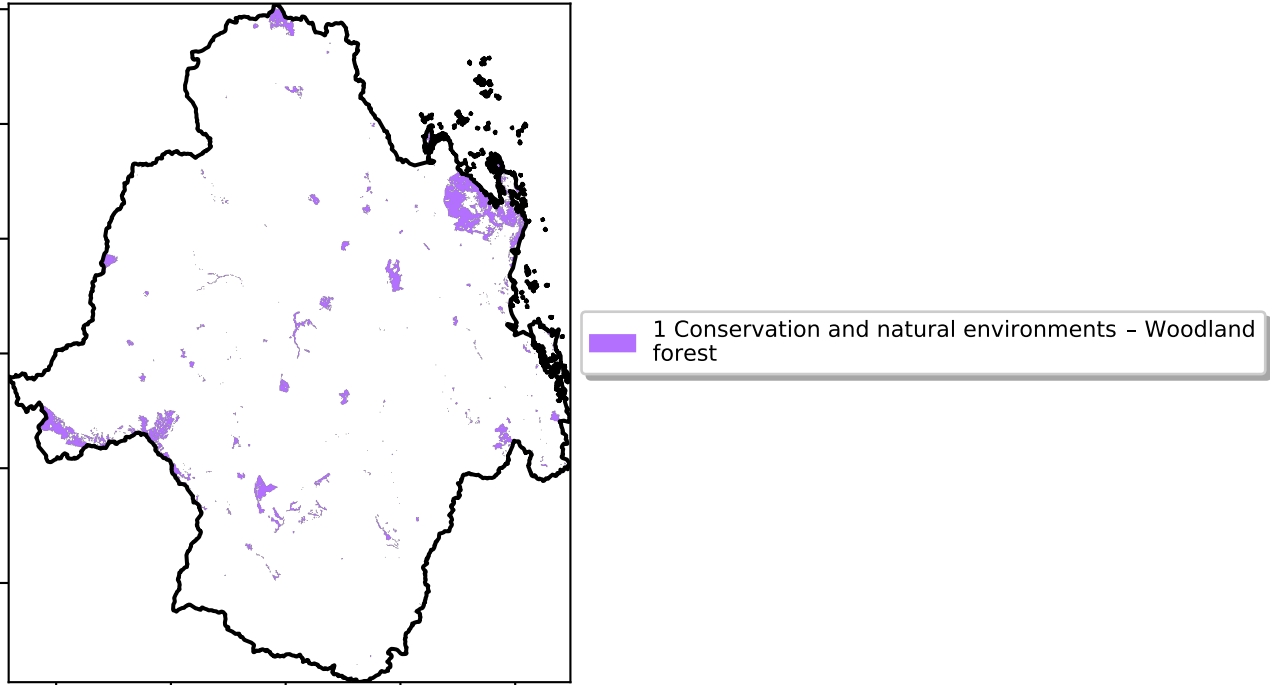 1 Conservation and natural environments – Woodland
forest